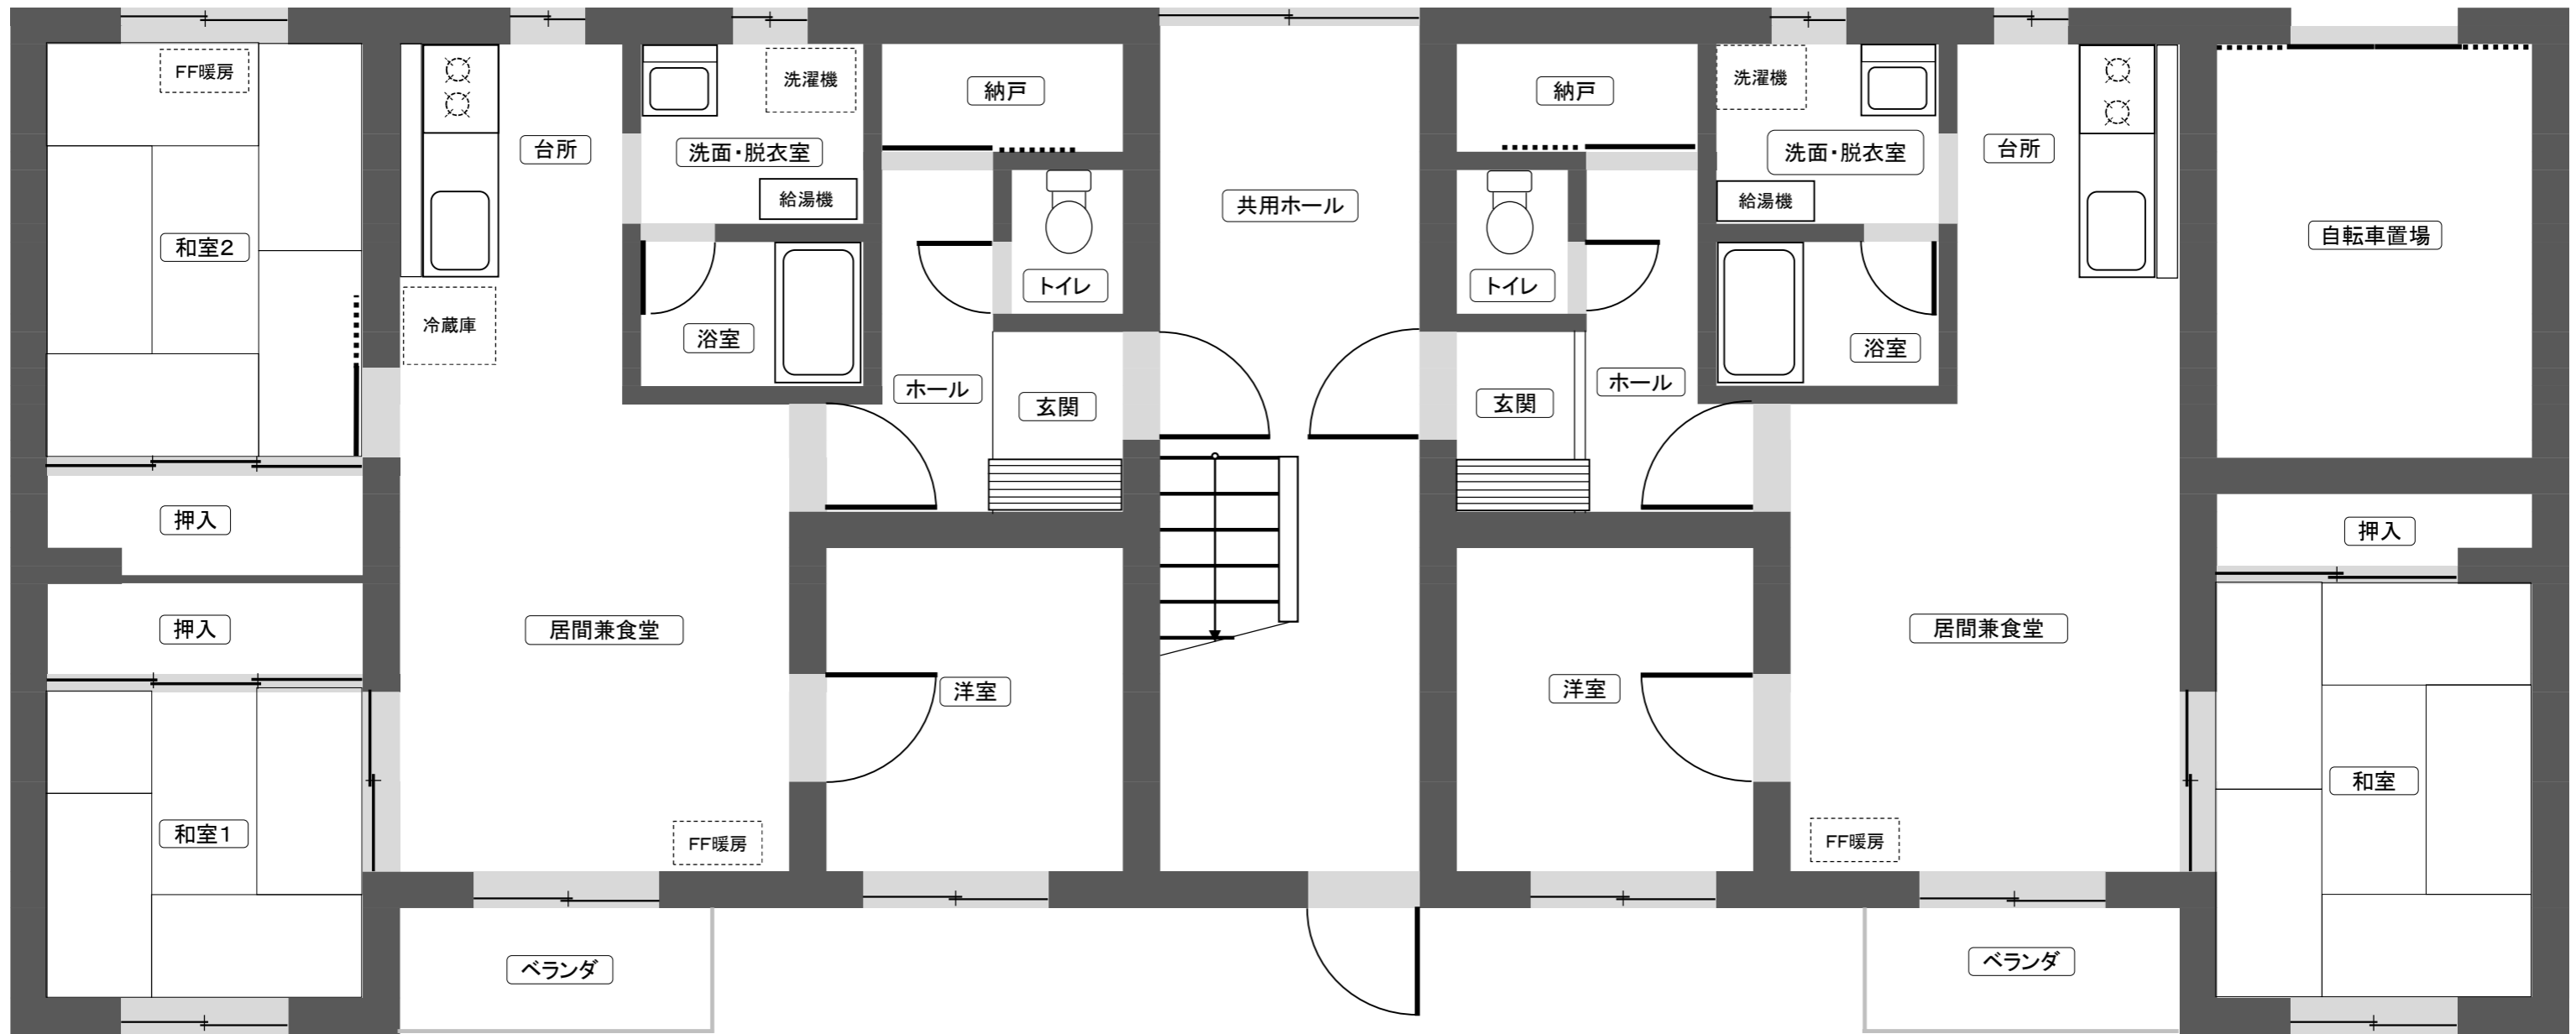 FF暖房
洗濯機
納戸
納戸
洗濯機
台所
洗面・脱衣室
洗面・脱衣室
台所
給湯機
共用ホール
給湯機
和室2
自転車置場
トイレ
トイレ
冷蔵庫
浴室
浴室
ホール
ホール
玄関
玄関
押入
押入
押入
居間兼食堂
居間兼食堂
洋室
洋室
和室1
和室
FF暖房
FF暖房
ベランダ
ベランダ